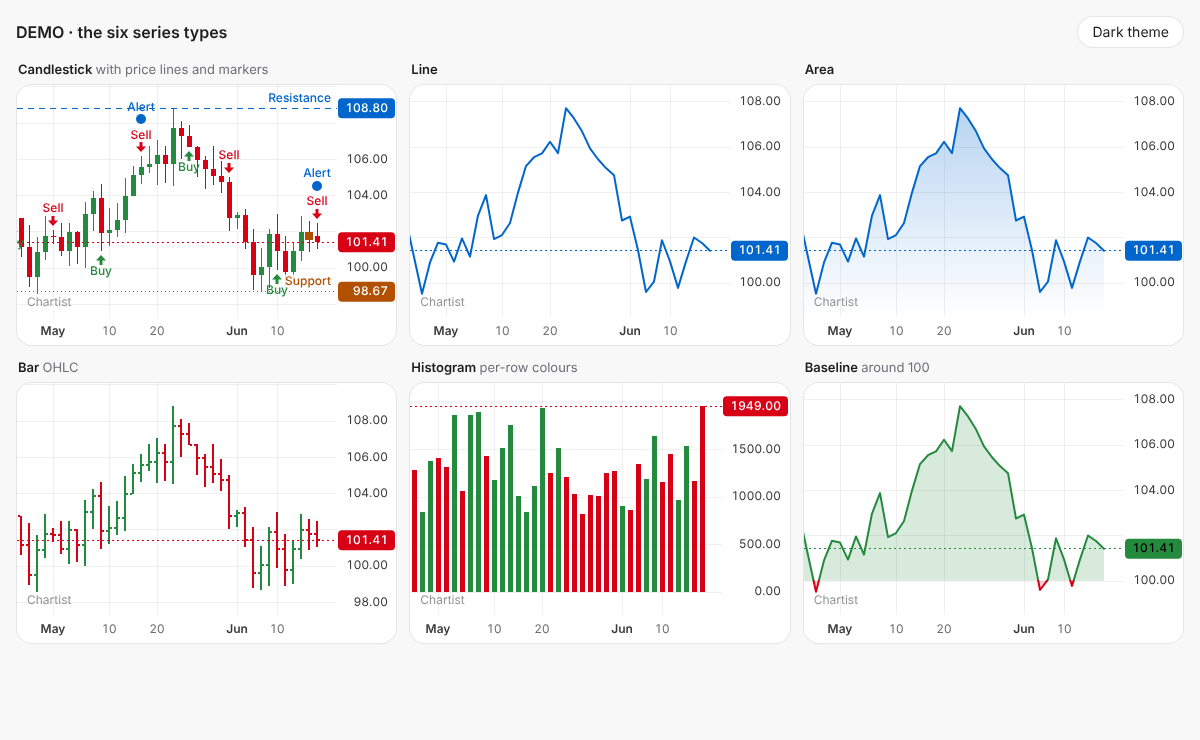 DEMO · the six series types
Dark theme
Candlestick with price lines and markers
Resistance
108.80
Alert
Sell
Buy
Sell
106.00
Alert
104.00
Sell
Sell
101.41
Buy
100.00
Support
Buy
98.67
Chartist
May 10 20 Jun 10
Line
108.00
106.00
104.00
101.41
100.00
Chartist
May 10 20 Jun 10
Area
108.00
106.00
104.00
101.41
100.00
Chartist
May 10 20 Jun 10
Bar OHLC
108.00
106.00
104.00
101.41
100.00
98.00
Chartist
May 10 20 Jun 10
Histogram per-row colours
1949.00
1500.00
1000.00
500.00
0.00
Chartist
May 10 20 Jun 10
Baseline around 100
108.00
106.00
104.00
101.41
100.00
Chartist
May 10 20 Jun 10